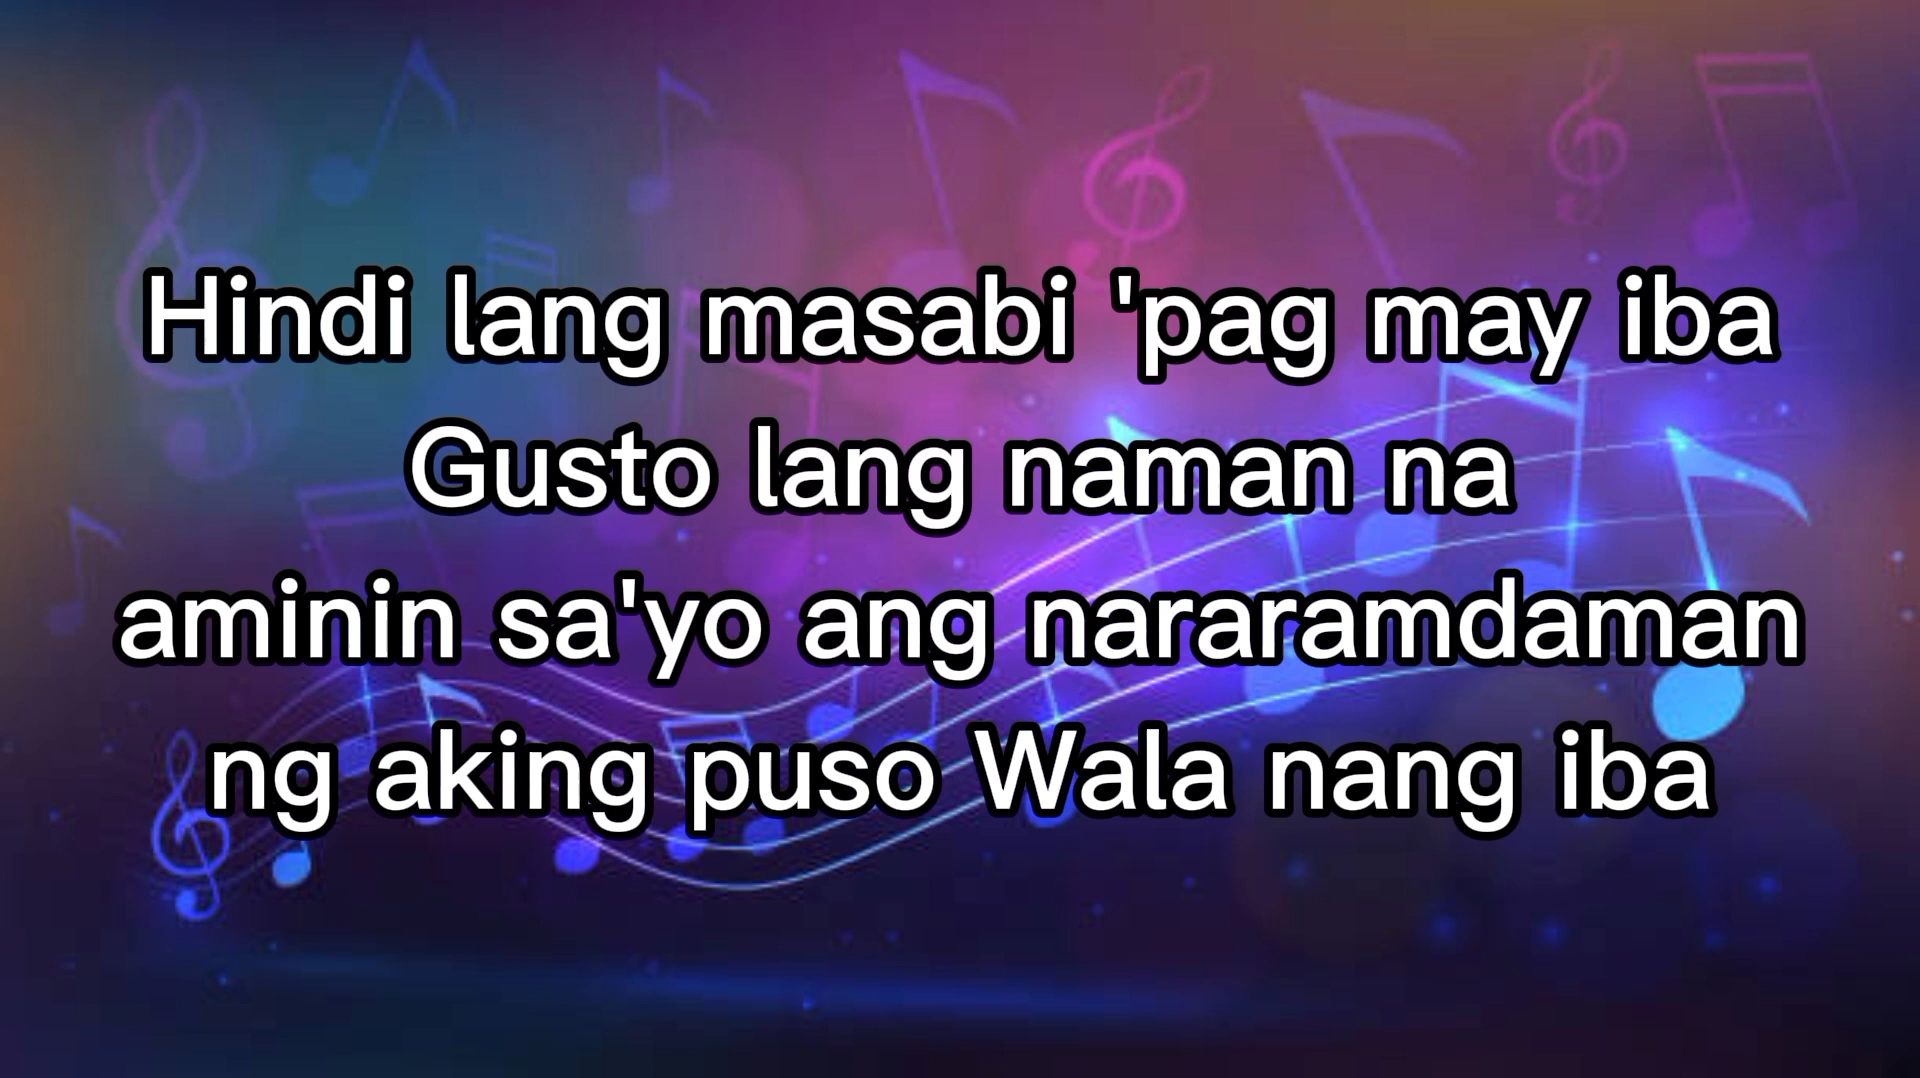 Hindi lang masabi 'pag may iba
Gusto lang naman na
aminin sa'yo ang nararamdaman
ng aking puso Wala nang iba